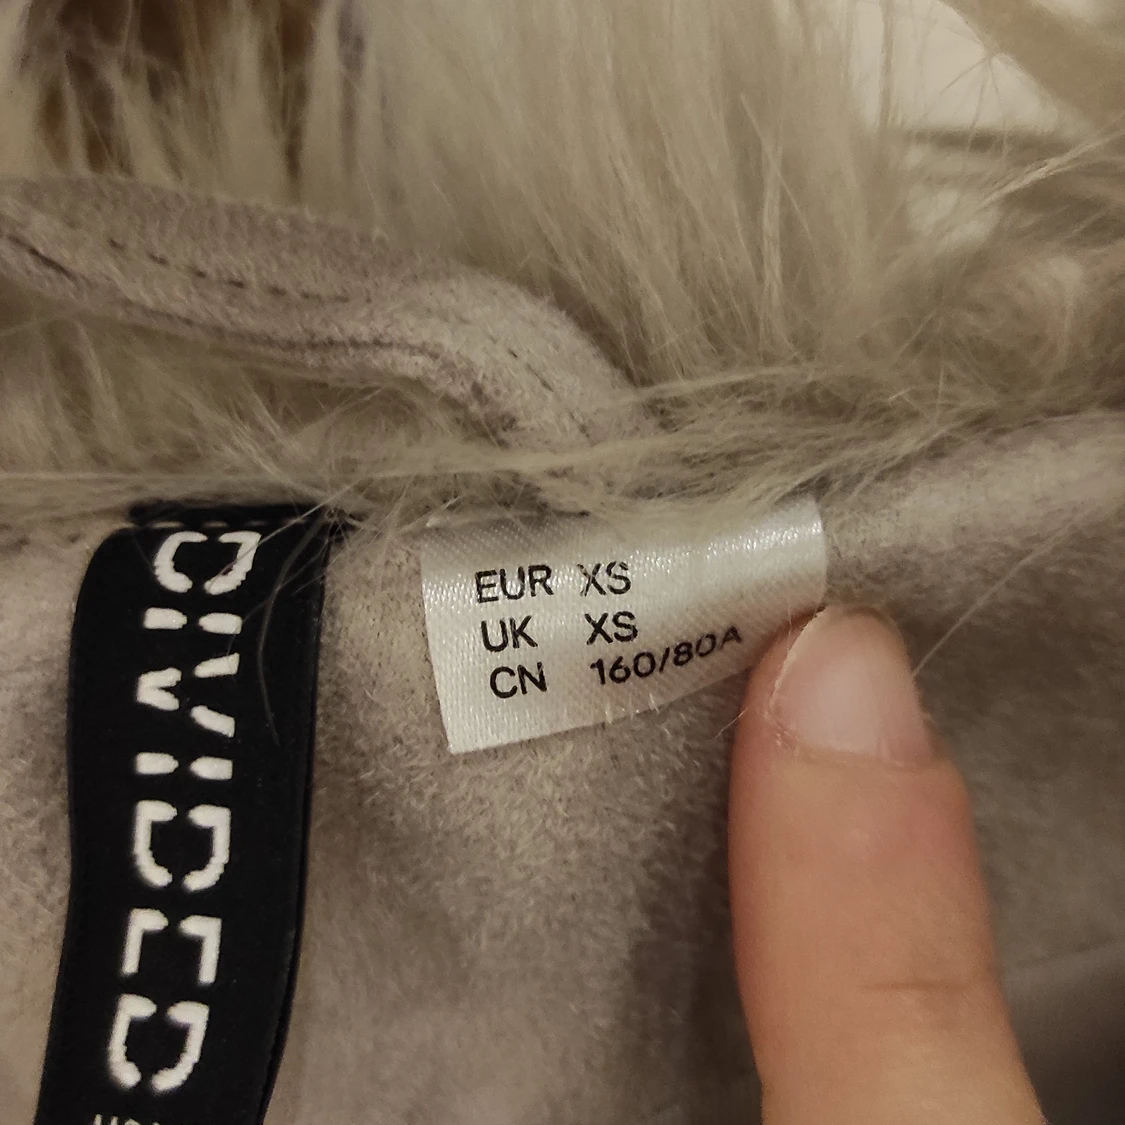 DIVIDED
EUR XS
UK XS
CN 160/80A